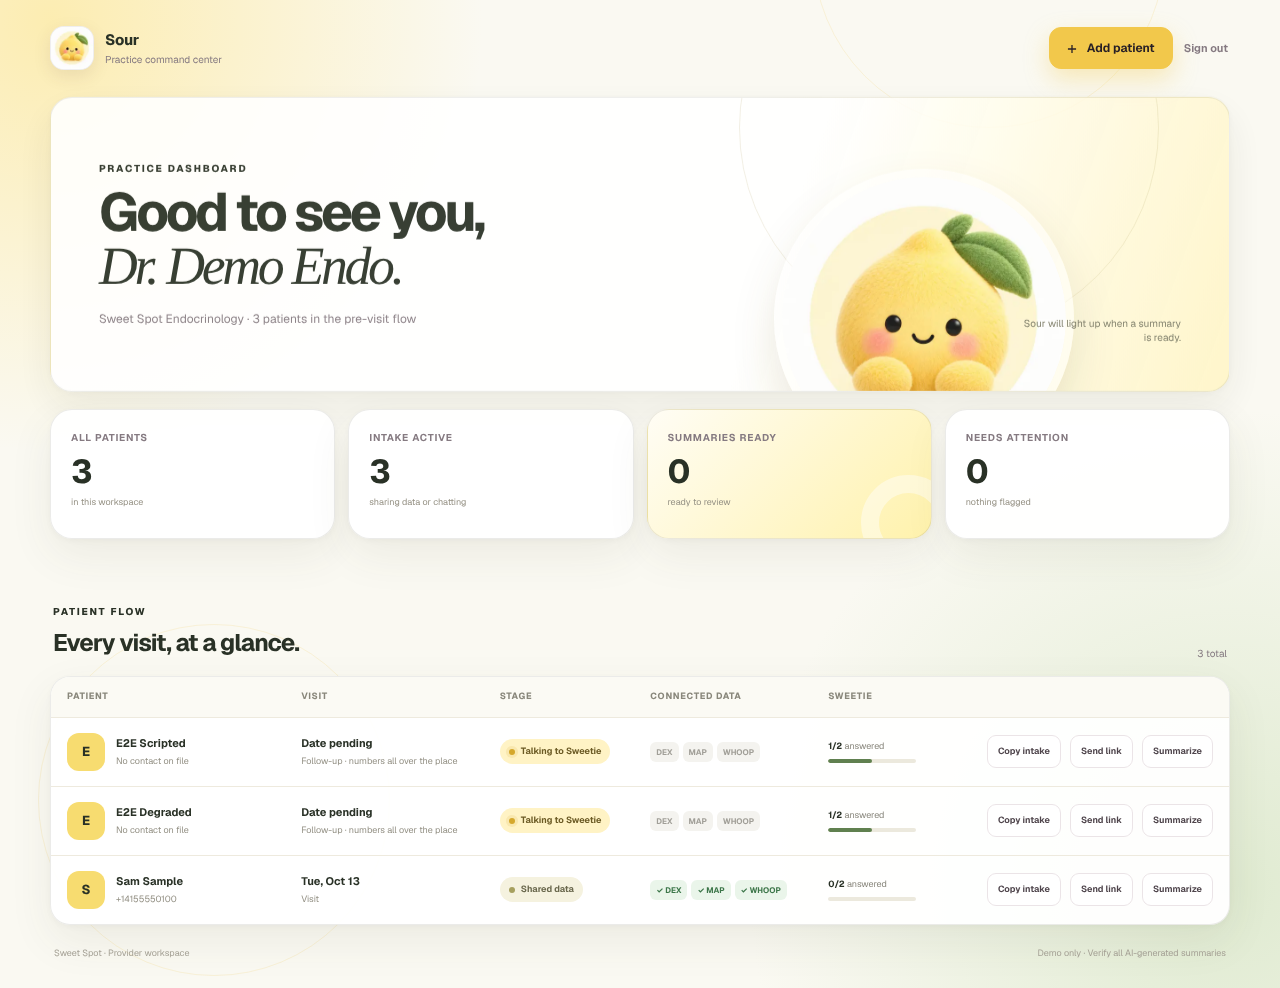 Sour
Practice command center
+ Add patient
Sign out
PRACTICE DASHBOARD
Good to see you,
Dr. Demo Endo.
Sweet Spot Endocrinology · 3 patients in the pre-visit flow
Sour will light up when a summary
is ready.
ALL PATIENTS
3
in this workspace
INTAKE ACTIVE
3
sharing data or chatting
SUMMARIES READY
0
ready to review
NEEDS ATTENTION
0
nothing flagged
PATIENT FLOW
Every visit, at a glance.
3 total
PATIENT VISIT STAGE CONNECTED DATA SWEETIE
E E2E Scripted
No contact on file
Date pending
Follow-up · numbers all over the place
Talking to Sweetie
DEX MAP WHOOP
1/2 answered
Copy intake Send link Summarize
E E2E Degraded
No contact on file
Date pending
Follow-up · numbers all over the place
Talking to Sweetie
DEX MAP WHOOP
1/2 answered
Copy intake Send link Summarize
S Sam Sample
+14155550100
Tue, Oct 13
Visit
Shared data
✓ DEX ✓ MAP ✓ WHOOP
0/2 answered
Copy intake Send link Summarize
Sweet Spot · Provider workspace
Demo only · Verify all AI-generated summaries